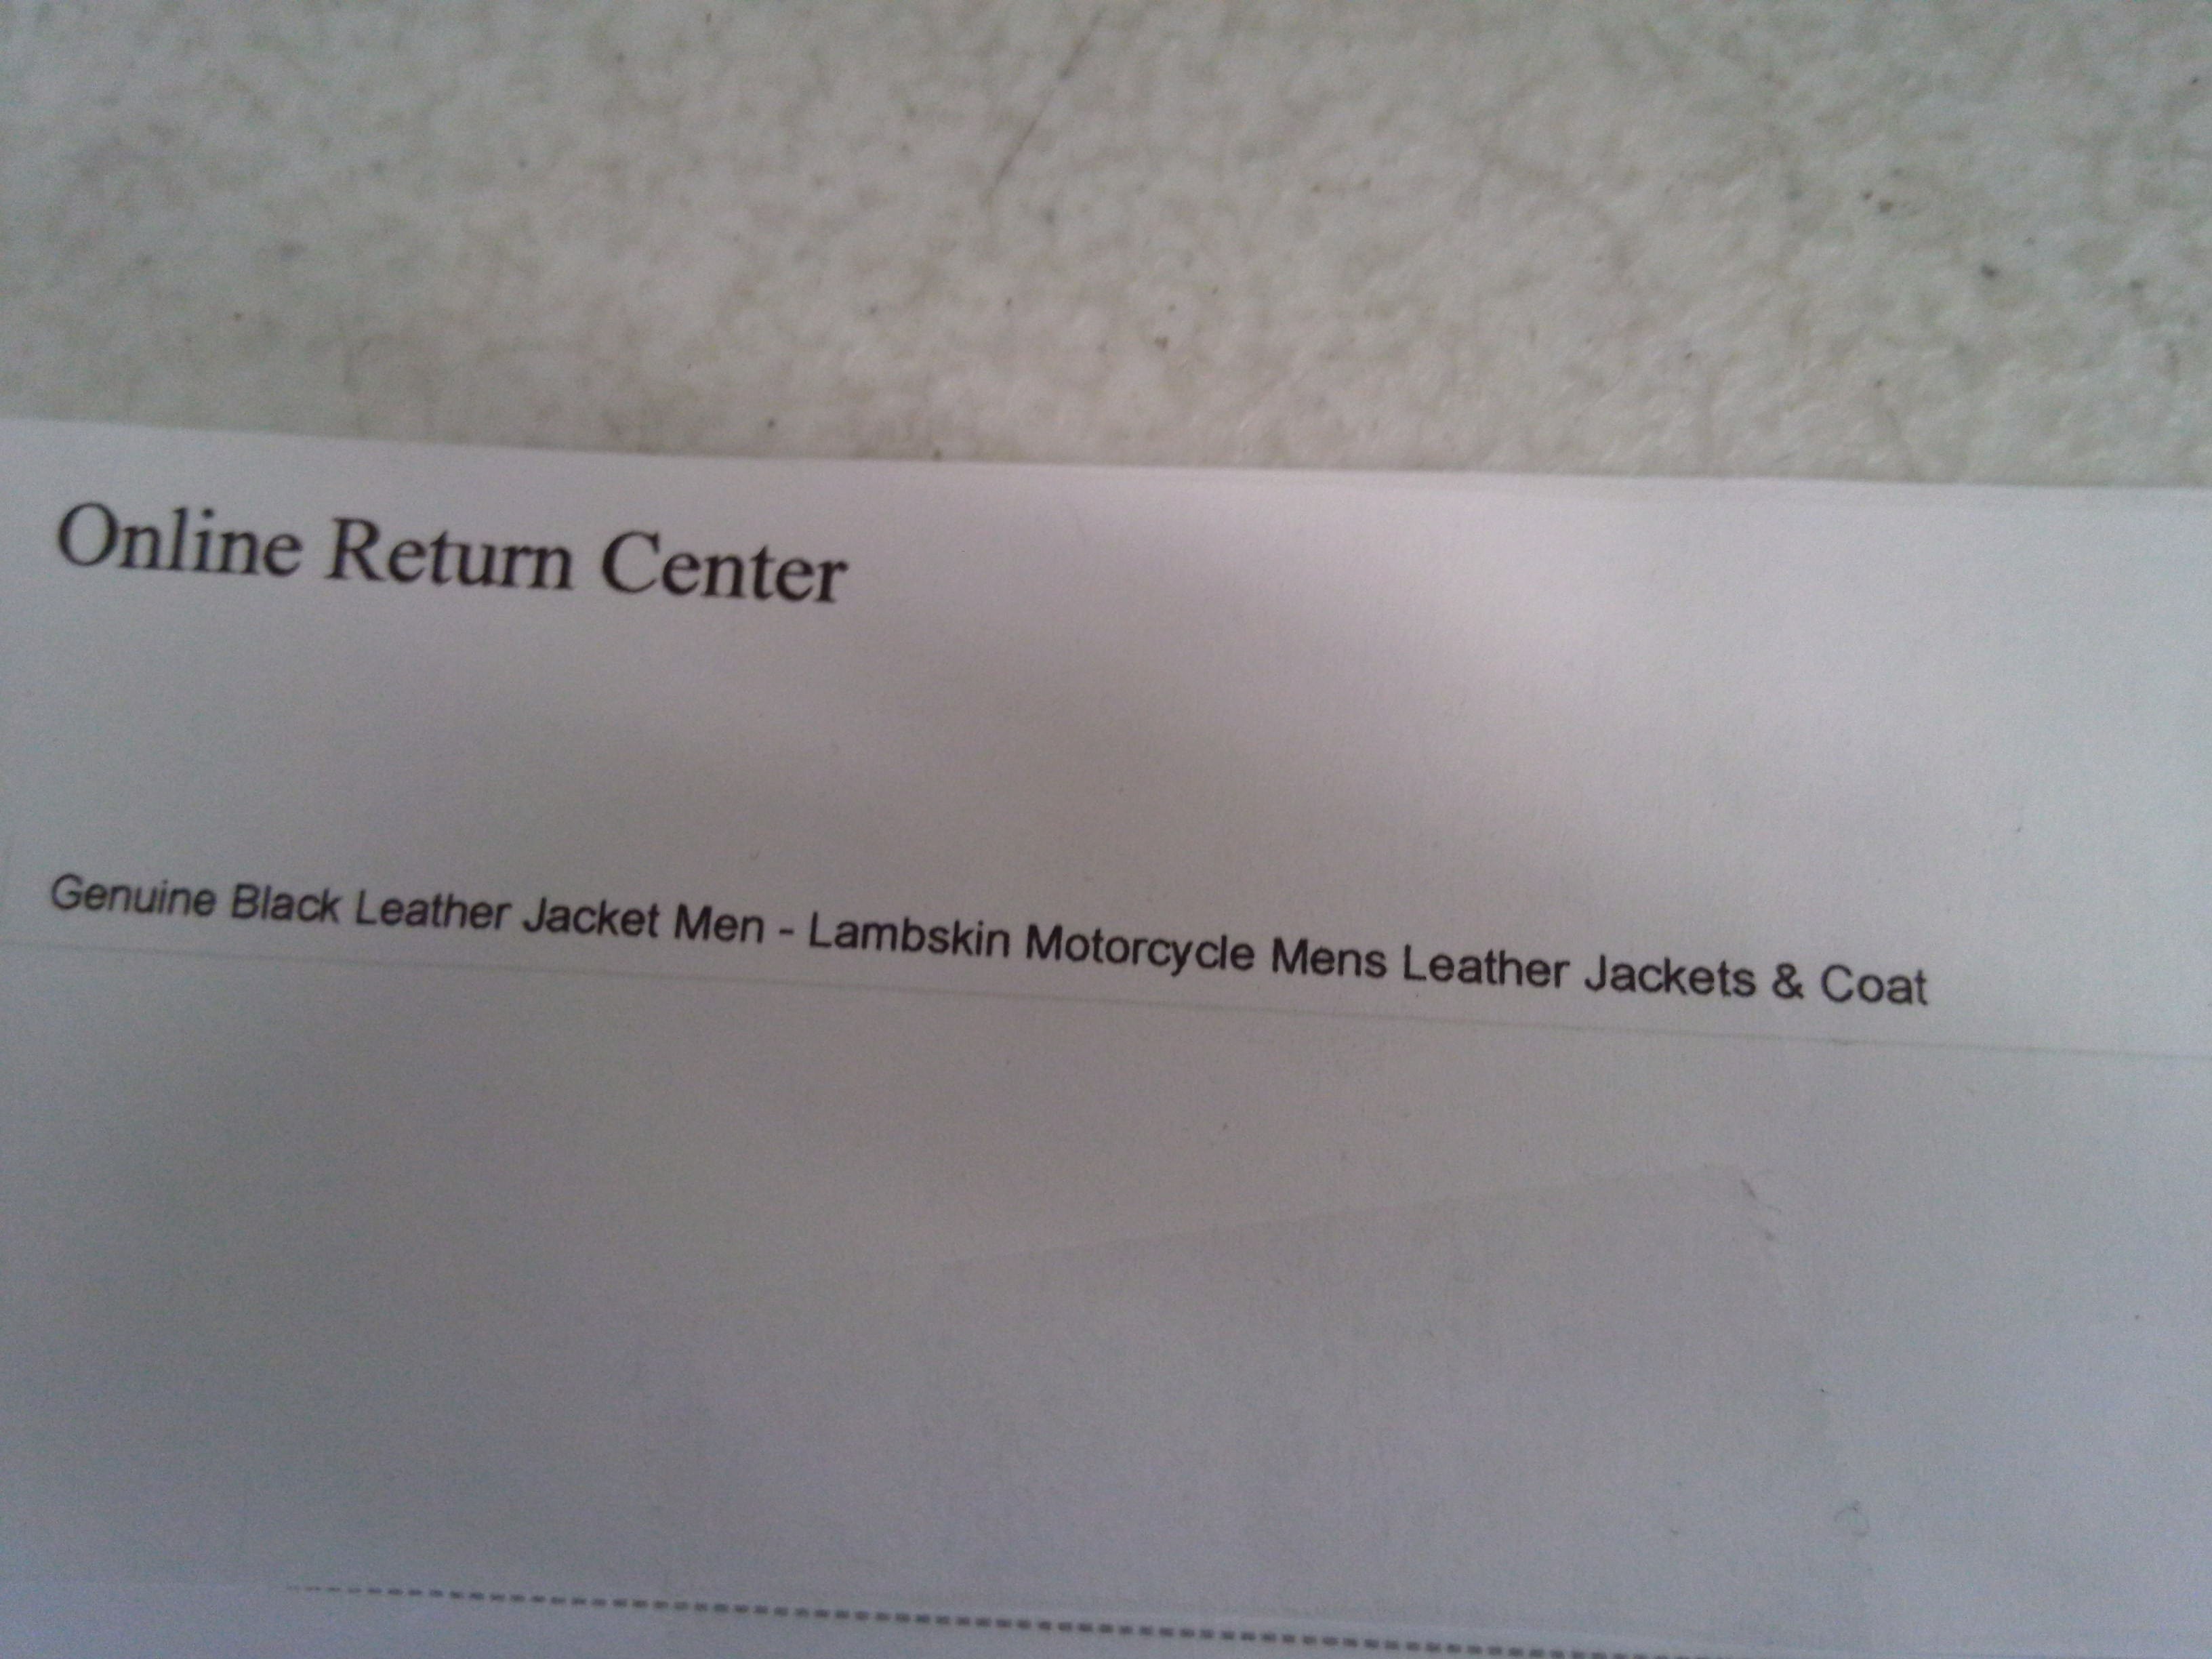 Online Return Center
Genuine Black Leather Jacket Men - Lambskin Motorcycle Mens Leather Jackets & Coat